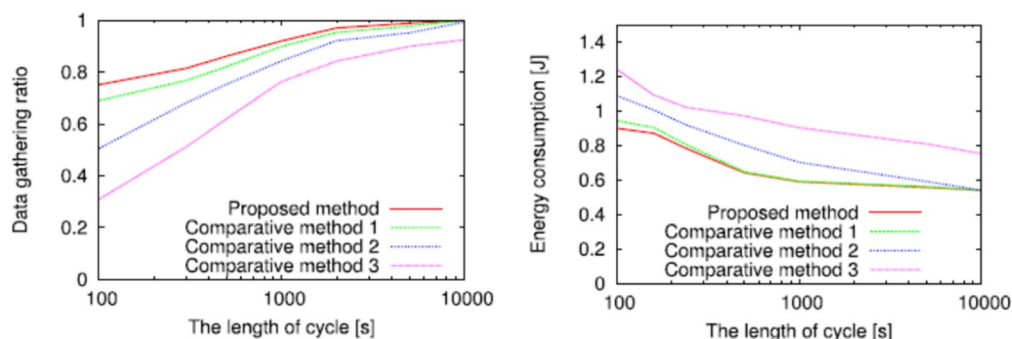 Data gathering ratio
1
0.8
0.6
0.4
0.2
0
Proposed method
Comparative method 1
Comparative method 2
Comparative method 3
100
1000
10000
The length of cycle [s]
Energy consumption [J]
1.4
1.2
1
0.8
0.6
0.4
0.2
0
Proposed method
Comparative method 1
Comparative method 2
Comparative method 3
100
1000
10000
The length of cycle [s]